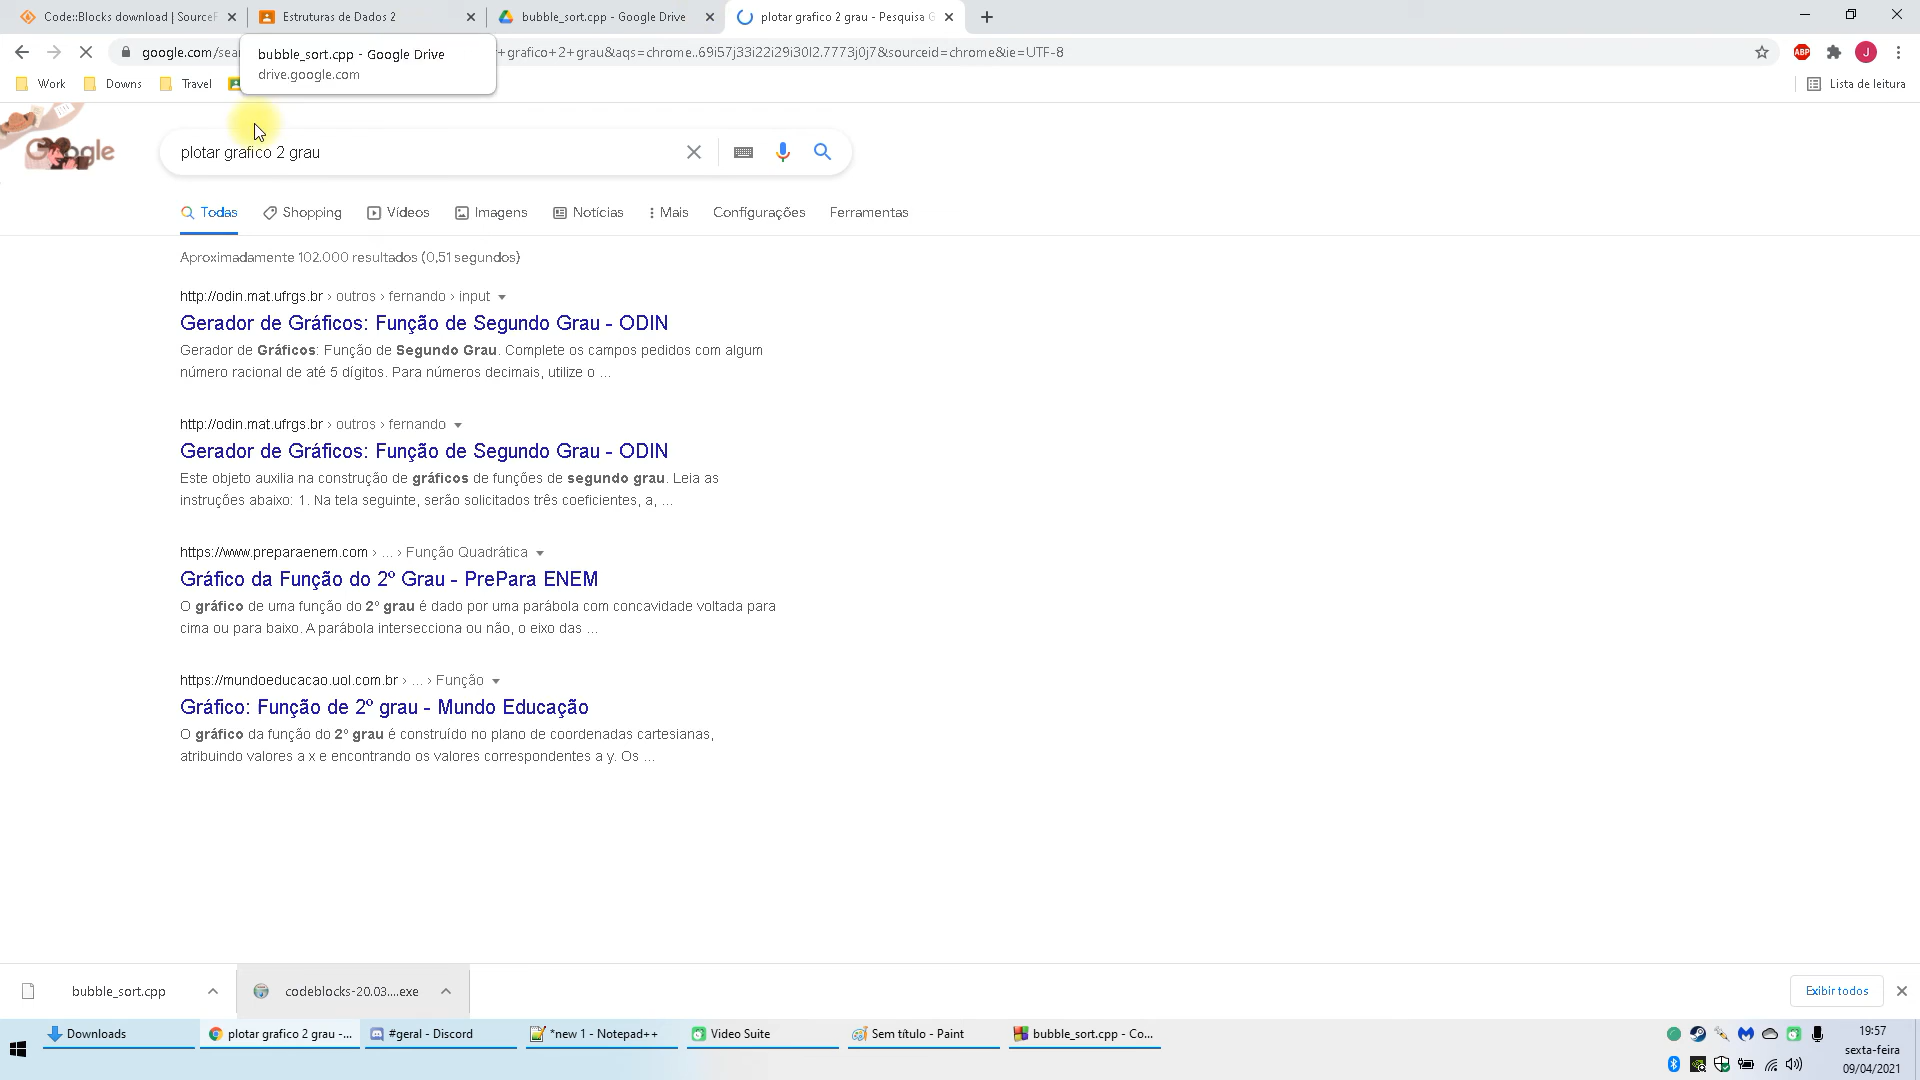 Code::Blocks download | SourceF
Estruturas de Dados 2
bubble_sort.cpp - Google Drive
plotar grafico 2 grau - Pesquisa G
google.com/sea
+grafico+2+grau&aqs=chrome..69i57j33i22i29i30l2.7773j0j7&sourceid=chrome&ie=UTF-8
ABP
J
bubble_sort.cpp - Google Drive
drive.google.com
Work
Downs
Travel
Lista de leitura
Google
plotar grafico 2 grau
Todas
Shopping
Vídeos
Imagens
Notícias
Mais
Configurações
Ferramentas
Aproximadamente 102.000 resultados (0,51 segundos)
http://odin.mat.ufrgs.br › outros › fernando › input
Gerador de Gráficos: Função de Segundo Grau - ODIN
Gerador de Gráficos: Função de Segundo Grau. Complete os campos pedidos com algum
número racional de até 5 dígitos. Para números decimais, utilize o ...
http://odin.mat.ufrgs.br › outros › fernando
Gerador de Gráficos: Função de Segundo Grau - ODIN
Este objeto auxilia na construção de gráficos de funções de segundo grau. Leia as
instruções abaixo: 1. Na tela seguinte, serão solicitados três coeficientes, a, ...
https://www.preparaenem.com › ... › Função Quadrática
Gráfico da Função do 2º Grau - PrePara ENEM
O gráfico de uma função do 2º grau é dado por uma parábola com concavidade voltada para
cima ou para baixo. A parábola intersecciona ou não, o eixo das ...
https://mundoeducacao.uol.com.br › ... › Função
Gráfico: Função de 2º grau - Mundo Educação
O gráfico da função do 2º grau é construído no plano de coordenadas cartesianas,
atribuindo valores a x e encontrando os valores correspondentes a y. Os ...
bubble_sort.cpp
codeblocks-20.03....exe
Exibir todos
Downloads
plotar grafico 2 grau -...
#geral - Discord
*new 1 - Notepad++
Video Suite
Sem título - Paint
bubble_sort.cpp - Co...
19:57
sexta-feira
09/04/2021